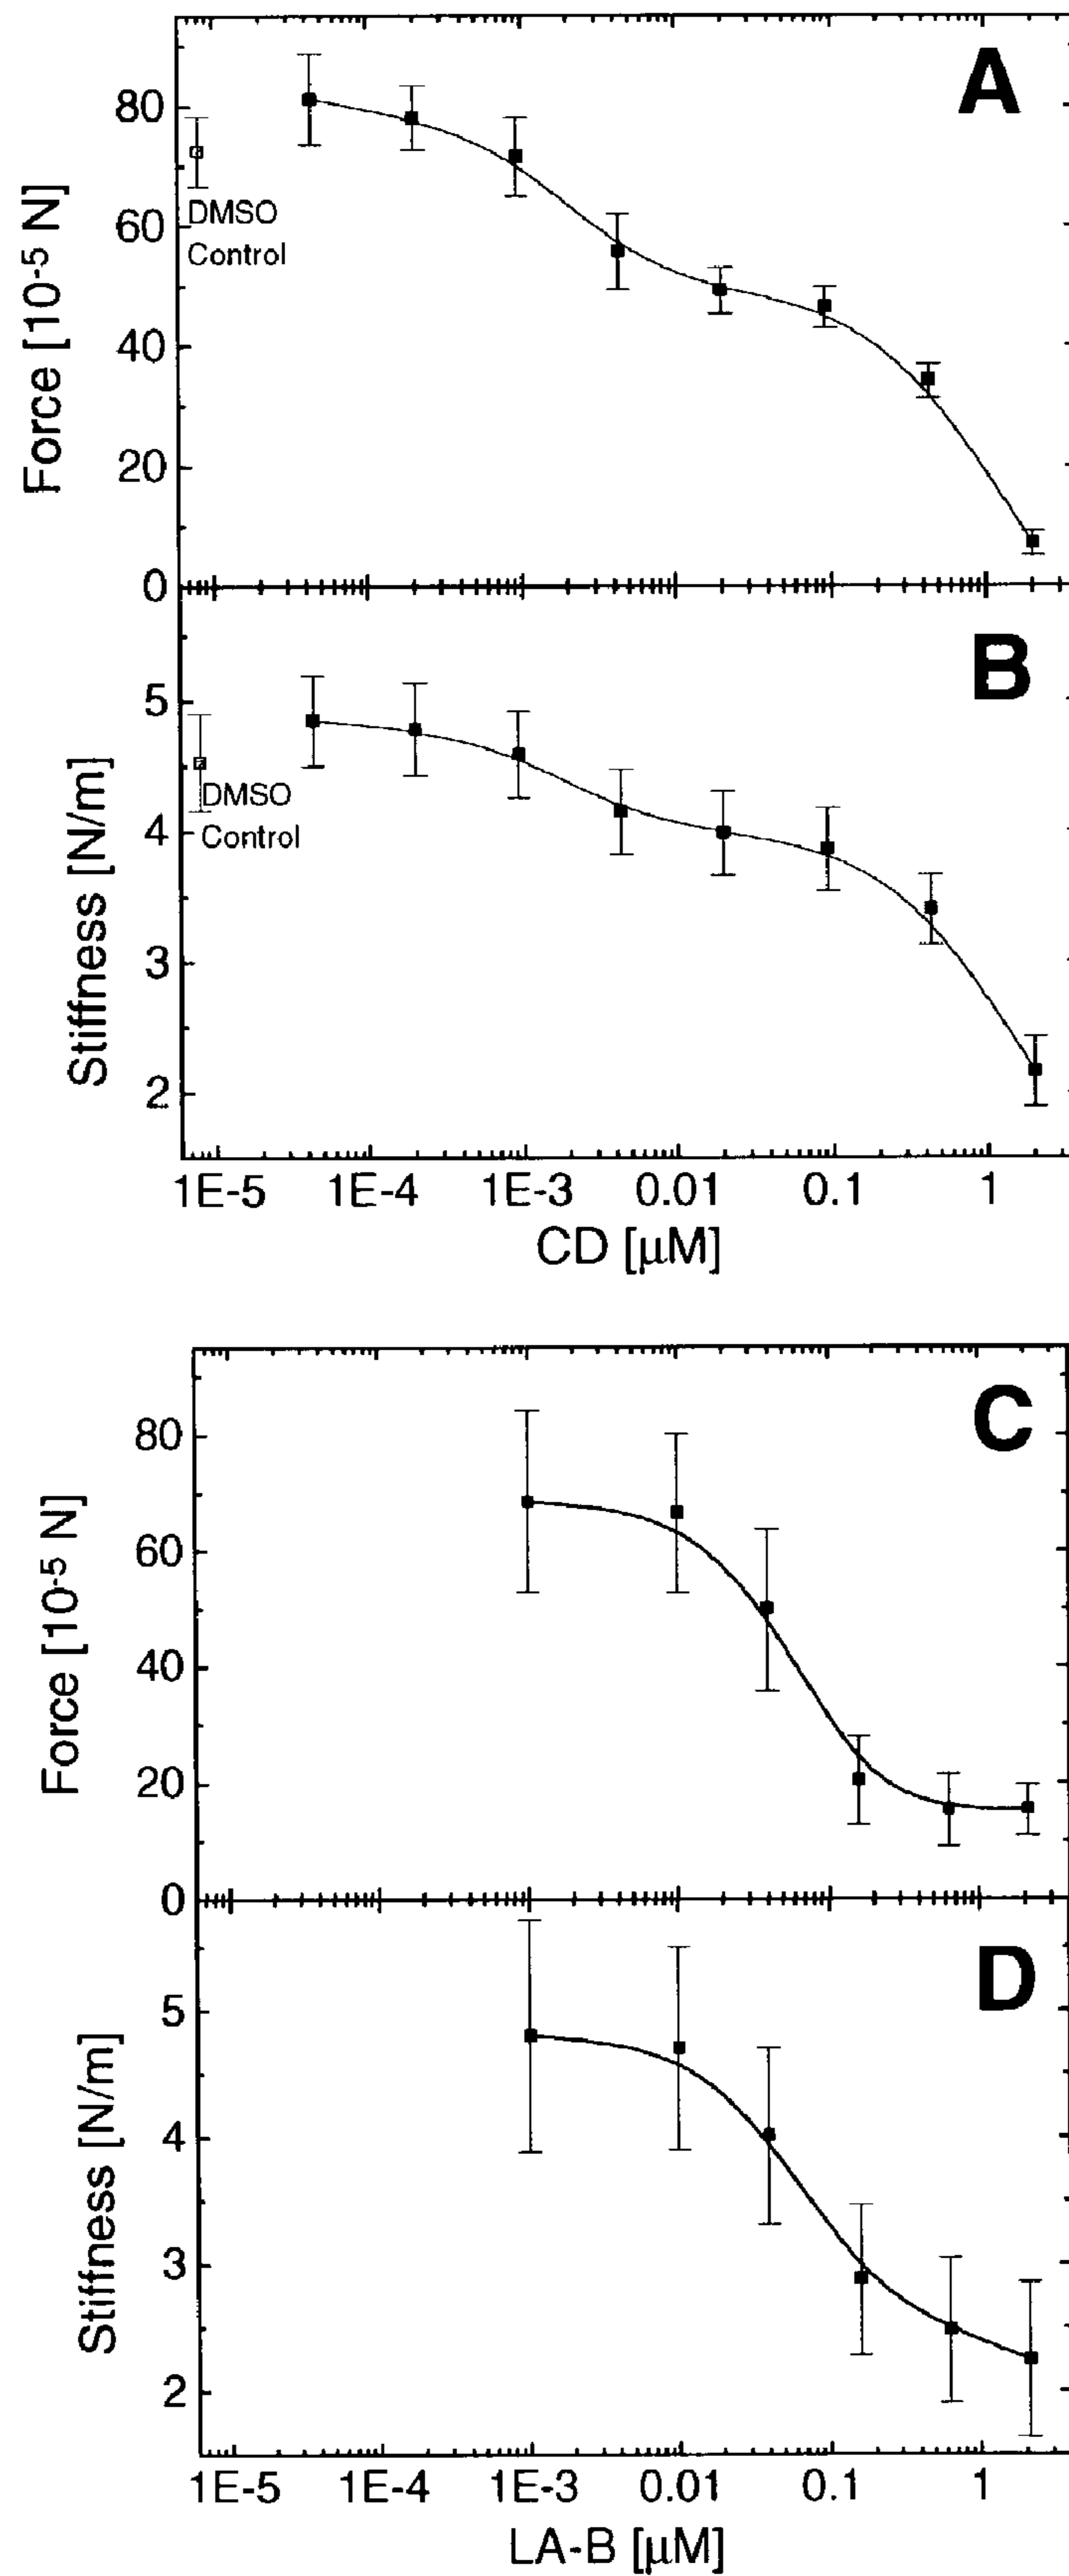 A
Force [10-5 N]
80
60
40
20
0
DMSO
Control
B
Stiffness [N/m]
5
4
3
2
DMSO
Control
1E-5 1E-4 1E-3 0.01 0.1 1
CD [μM]
C
Force [10-5 N]
80
60
40
20
0
D
Stiffness [N/m]
5
4
3
2
1E-5 1E-4 1E-3 0.01 0.1 1
LA-B [μM]